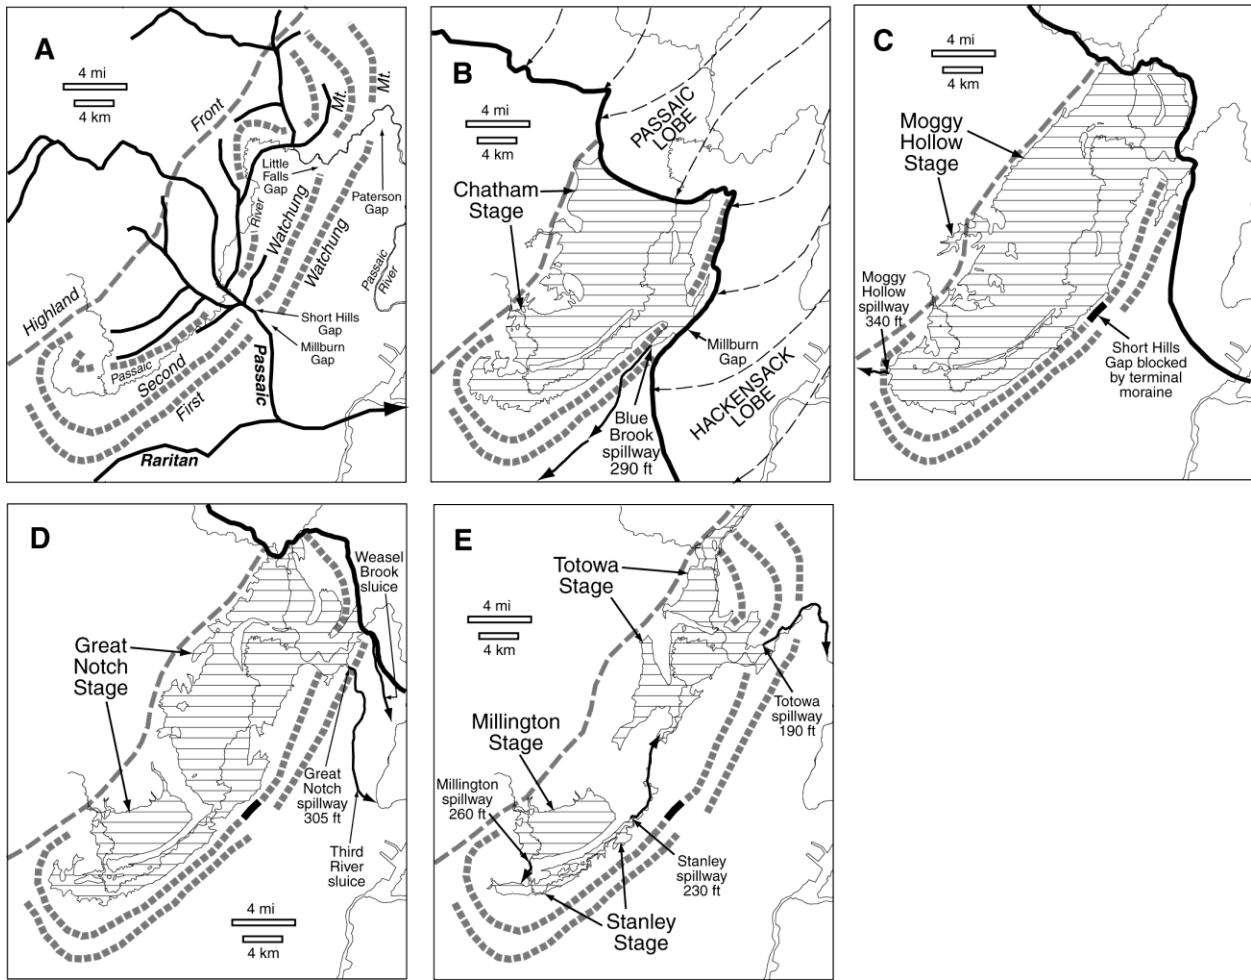 A
4 mi
4 km
Front
Mt.
Mt.
Little
Falls
Gap
River
Watchung
Watchung
Paterson
Gap
Passaic
River
Highland
Short Hills
Gap
Millburn
Gap
Passaic
Second
First
Passaic
Raritan
B
4 mi
4 km
PASSAIC
LOBE
Chatham
Stage
Millburn
Gap
HACKENSACK
LOBE
Blue
Brook
spillway
290 ft
C
4 mi
4 km
Moggy
Hollow
Stage
Moggy
Hollow
spillway
340 ft
Short Hills
Gap blocked
by terminal
moraine
D
Weasel
Brook
sluice
Great
Notch
Stage
Great
Notch
spillway
305 ft
Third
River
sluice
4 mi
4 km
E
4 mi
4 km
Totowa
Stage
Totowa
spillway
190 ft
Millington
Stage
Millington
spillway
260 ft
Stanley
spillway
230 ft
Stanley
Stage